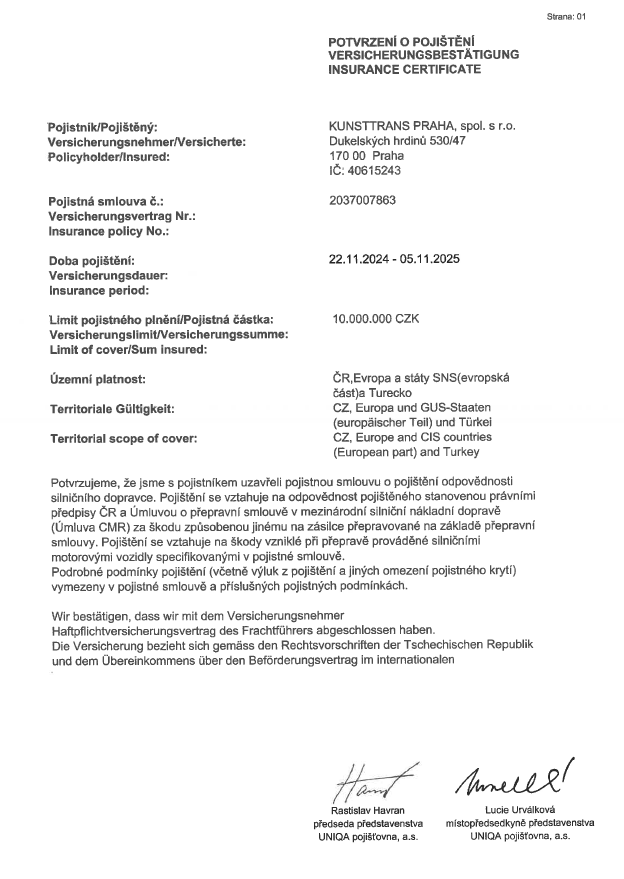 Strana: 01
POTVRZENÍ O POJIŠTĚNÍ
VERSICHERUNGSBESTÄTIGUNG
INSURANCE CERTIFICATE
Pojistník/Pojištěný: KUNSTTRANS PRAHA, spol. s r.o.
Versicherungsnehmer/Versicherte: Dukelských hrdinů 530/47
Policyholder/Insured: 170 00 Praha
IČ: 40615243
Pojistná smlouva č.: 2037007863
Versicherungsvertrag Nr.:
Insurance policy No.:
Doba pojištění: 22.11.2024 - 05.11.2025
Versicherungsdauer:
Insurance period:
Limit pojistného plnění/Pojistná částka: 10.000.000 CZK
Versicherungslimit/Versicherungssumme:
Limit of cover/Sum insured:
Územní platnost: ČR,Evropa a státy SNS(evropská
část)a Turecko
Territoriale Gültigkeit: CZ, Europa und GUS-Staaten
(europäischer Teil) und Türkei
Territorial scope of cover: CZ, Europe and CIS countries
(European part) and Turkey
Potvrzujeme, že jsme s pojistníkem uzavřeli pojistnou smlouvu o pojištění odpovědnosti
silničního dopravce. Pojištění se vztahuje na odpovědnost pojištěného stanovenou právními
předpisy ČR a Úmluvou o přepravní smlouvě v mezinárodní silniční nákladní dopravě
(Úmluva CMR) za škodu způsobenou jinému na zásilce přepravované na základě přepravní
smlouvy. Pojištění se vztahuje na škody vzniklé při přepravě prováděné silničními
motorovými vozidly specifikovanými v pojistné smlouvě.
Podrobné podmínky pojištění (včetně výluk z pojištění a jiných omezení pojistného krytí)
vymezeny v pojistné smlouvě a příslušných pojistných podmínkách.
Wir bestätigen, dass wir mit dem Versicherungsnehmer
Haftpflichtversicherungsvertrag des Frachtführers abgeschlossen haben.
Die Versicherung bezieht sich gemäss den Rechtsvorschriften der Tschechischen Republik
und dem Übereinkommens über den Beförderungsvertrag im internationalen
Rastislav Havran
předseda představenstva
UNIQA pojišťovna, a.s.
Lucie Urválková
místopředsedkyně představenstva
UNIQA pojišťovna, a.s.